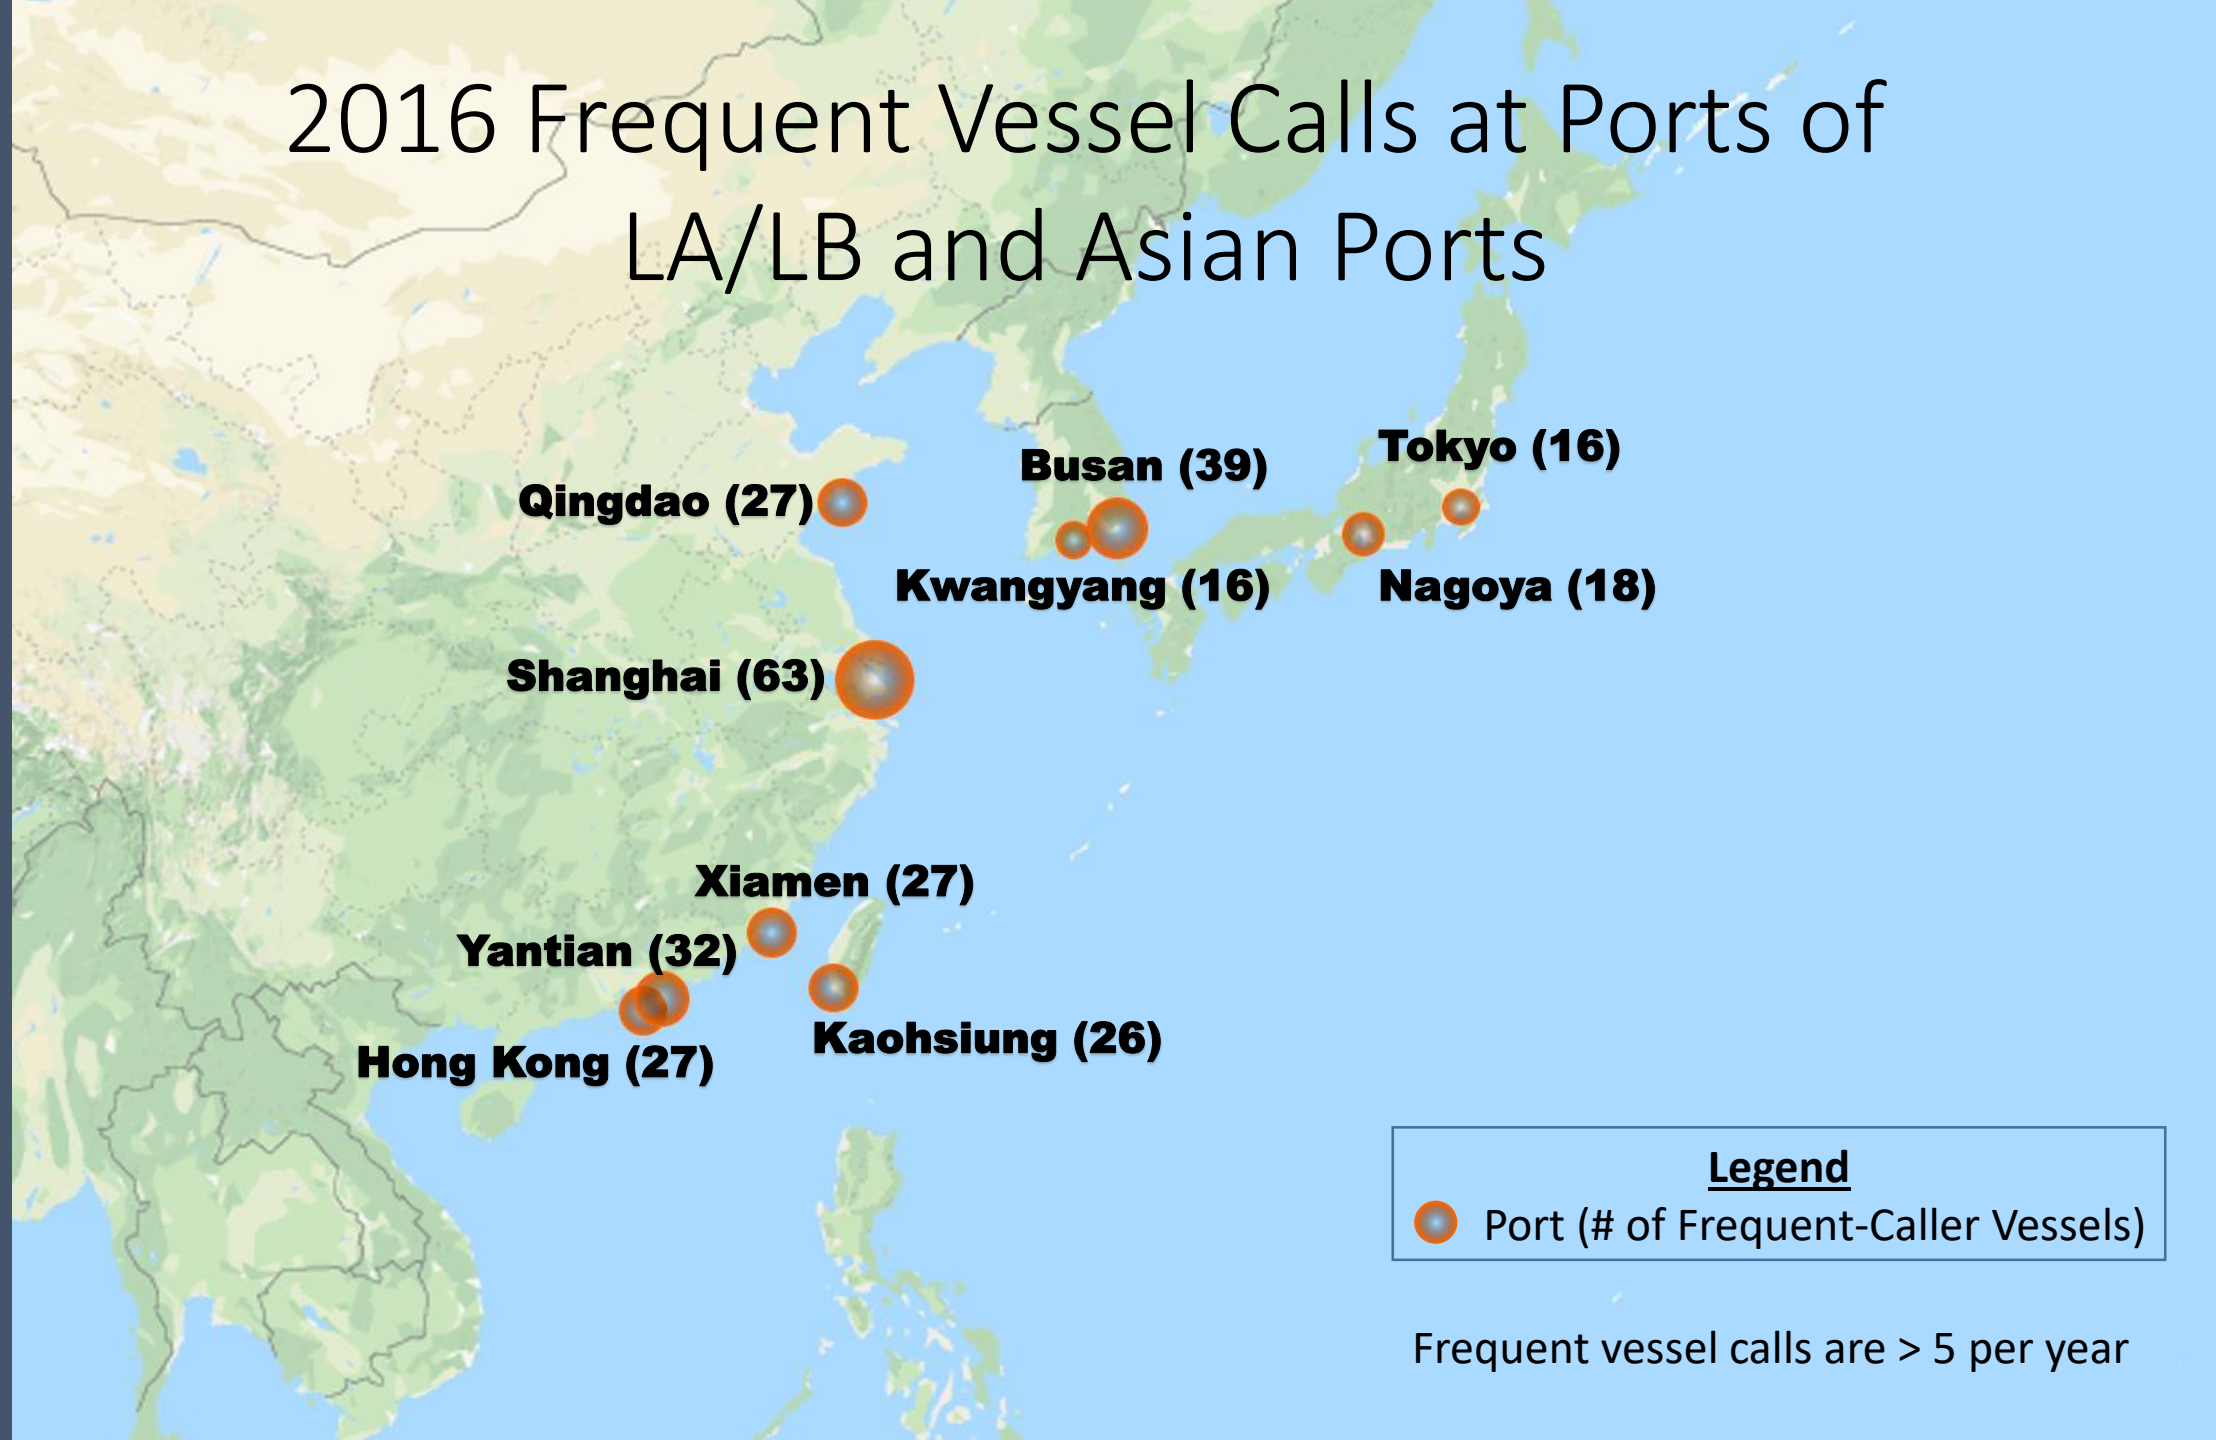 2016 Frequent Vessel Calls at Ports of
LA/LB and Asian Ports
Tokyo (16)
Busan (39)
Qingdao (27)
Kwangyang (16)
Nagoya (18)
Shanghai (63)
Xiamen (27)
Yantian (32)
Kaohsiung (26)
Hong Kong (27)
Legend
Port (# of Frequent-Caller Vessels)
Frequent vessel calls are > 5 per year